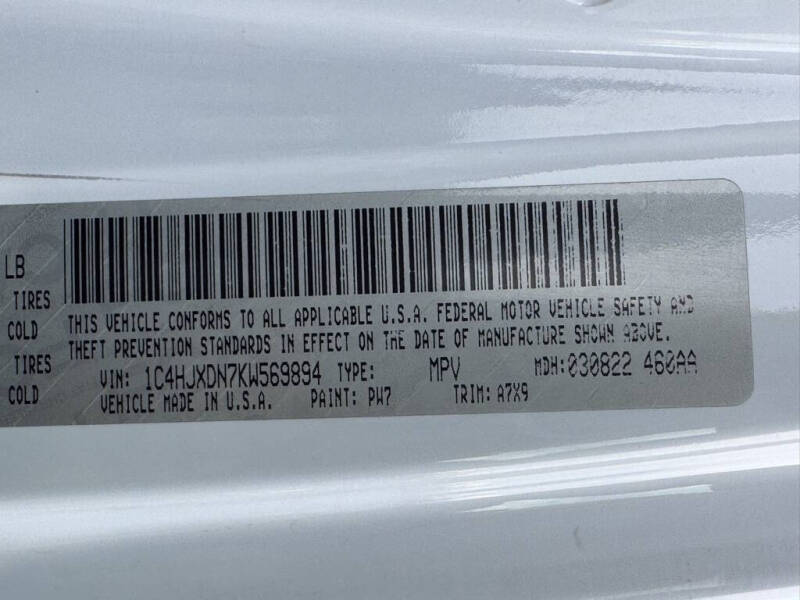 LB
TIRES
COLD
TIRES
COLD
THIS VEHICLE CONFORMS TO ALL APPLICABLE U.S.A. FEDERAL MOTOR VEHICLE SAFETY AND
THEFT PREVENTION STANDARDS IN EFFECT ON THE DATE OF MANUFACTURE SHOWN ABOVE.
VIN: 1C4HJXDN7KW569894 TYPE: MPV MDH:030822 460AA
VEHICLE MADE IN U.S.A. PAINT: PW7 TRIM: A7X9